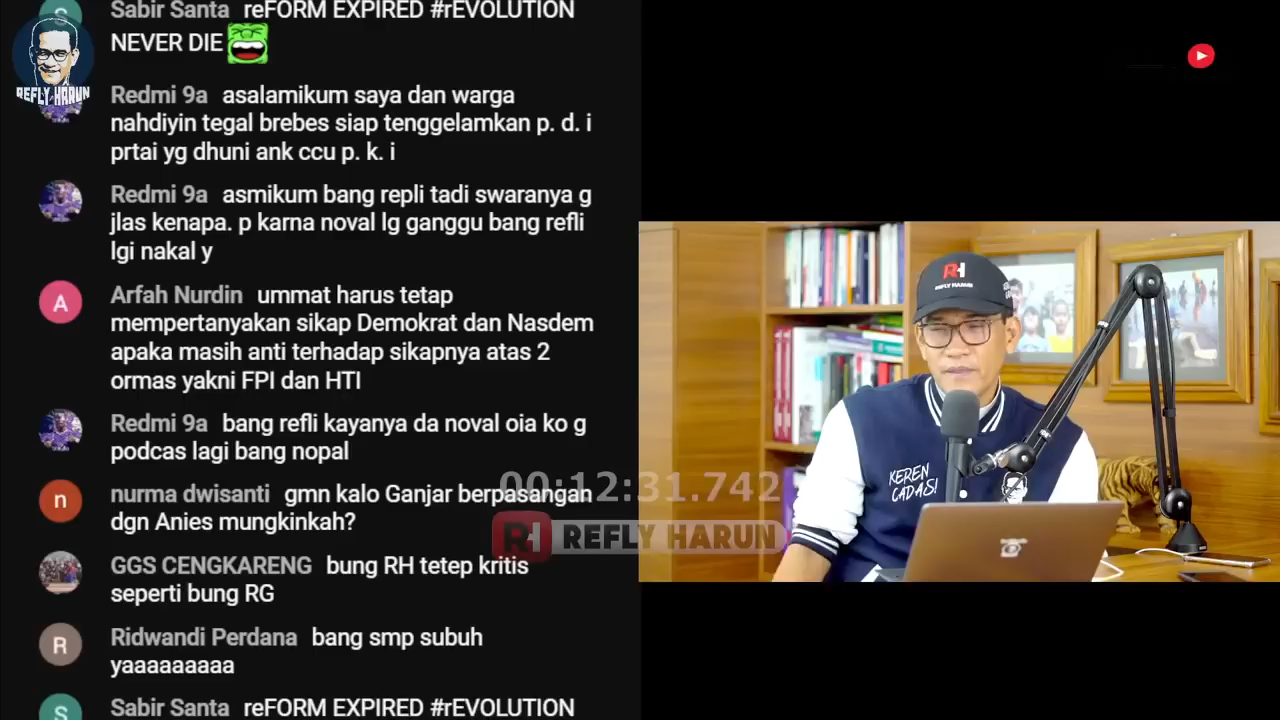 Sabir Santa reFORM EXPIRED #rEVOLUTION
NEVER DIE
REFLY HARUN
Redmi 9a asalamikum saya dan warga
nahdiyin tegal brebes siap tenggelamkan p. d. i
prtai yg dhuni ank ccu p. k. i
Redmi 9a asmikum bang repli tadi swaranya g
jlas kenapa. p karna noval lg ganggu bang refli
lgi nakal y
A
Arfah Nurdin ummat harus tetap
mempertanyakan sikap Demokrat dan Nasdem
apaka masih anti terhadap sikapnya atas 2
ormas yakni FPI dan HTI
Redmi 9a bang refli kayanya da noval oia ko g
podcas lagi bang nopal
n
nurma dwisanti gmn kalo Ganjar berpasangan
dgn Anies mungkinkah?
GGS CENGKARENG bung RH tetep kritis
seperti bung RG
R
Ridwandi Perdana bang smp subuh
yaaaaaaaaa
S
Sabir Santa reFORM EXPIRED #rEVOLUTION
00:12:31.742
RH REFLY HARUN
RH
REFLY HARUN
KEREN
CADAS!